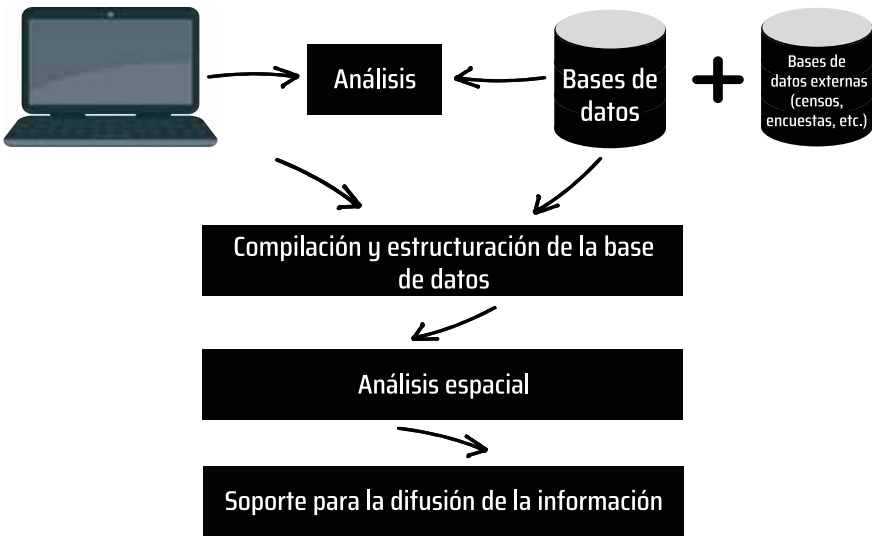 Análisis
Bases de
datos
Bases de
datos externas
(censos,
encuestas, etc.)
Compilación y estructuración de la base
de datos
Análisis espacial
Soporte para la difusión de la información